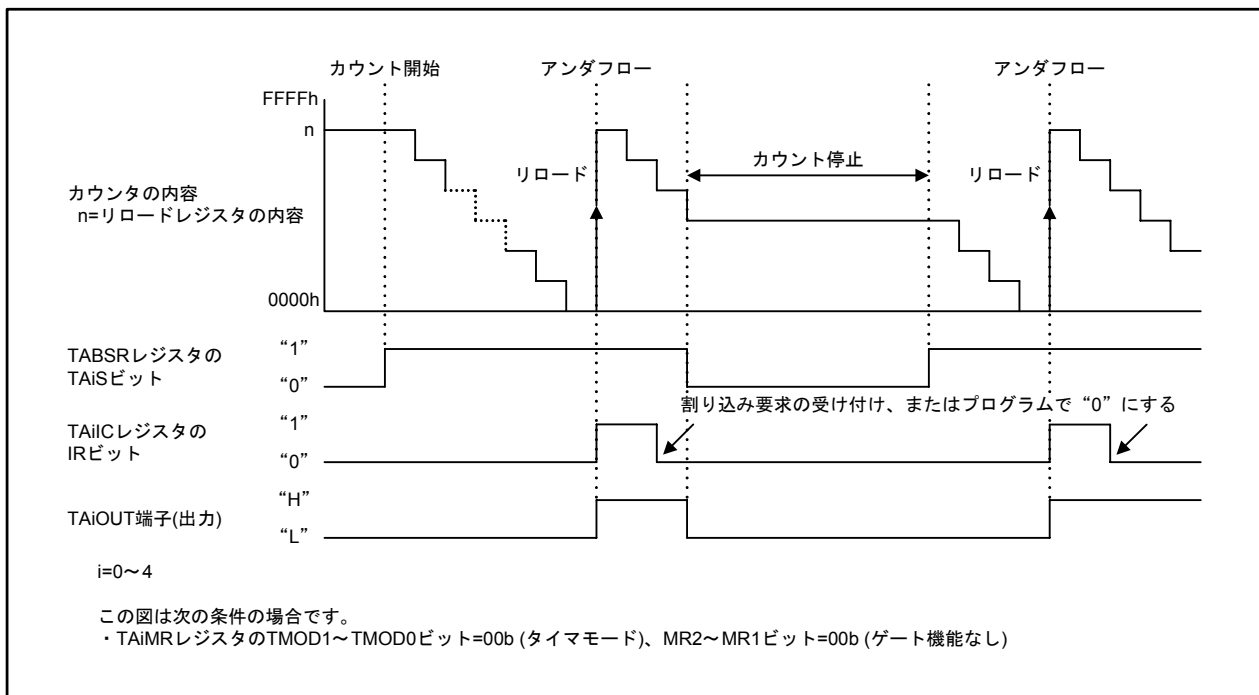 カウント開始
アンダフロー
アンダフロー
FFFFh
n
リロード
カウント停止
リロード
カウンタの内容
n=リロードレジスタの内容
0000h
TABSRレジスタの
TAiSビット
“1”
“0”
割り込み要求の受け付け、またはプログラムで“0”にする
TAiICレジスタの
IRビット
“1”
“0”
TAiOUT端子(出力)
“H”
“L”
i=0～4
この図は次の条件の場合です。
・TAiMRレジスタのTMOD1～TMOD0ビット=00b (タイマモード)、MR2～MR1ビット=00b (ゲート機能なし)